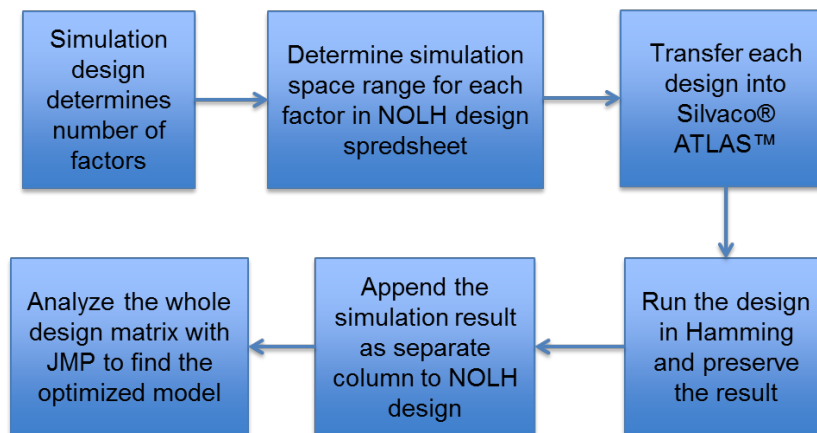 Simulation
design
determines
number of
factors
Determine simulation
space range for each
factor in NOLH design
spredsheet
Transfer each
design into
Silvaco®
ATLAS™
Run the design
in Hamming
and preserve
the result
Append the
simulation result
as separate
column to NOLH
design
Analyze the whole
design matrix with
JMP to find the
optimized model